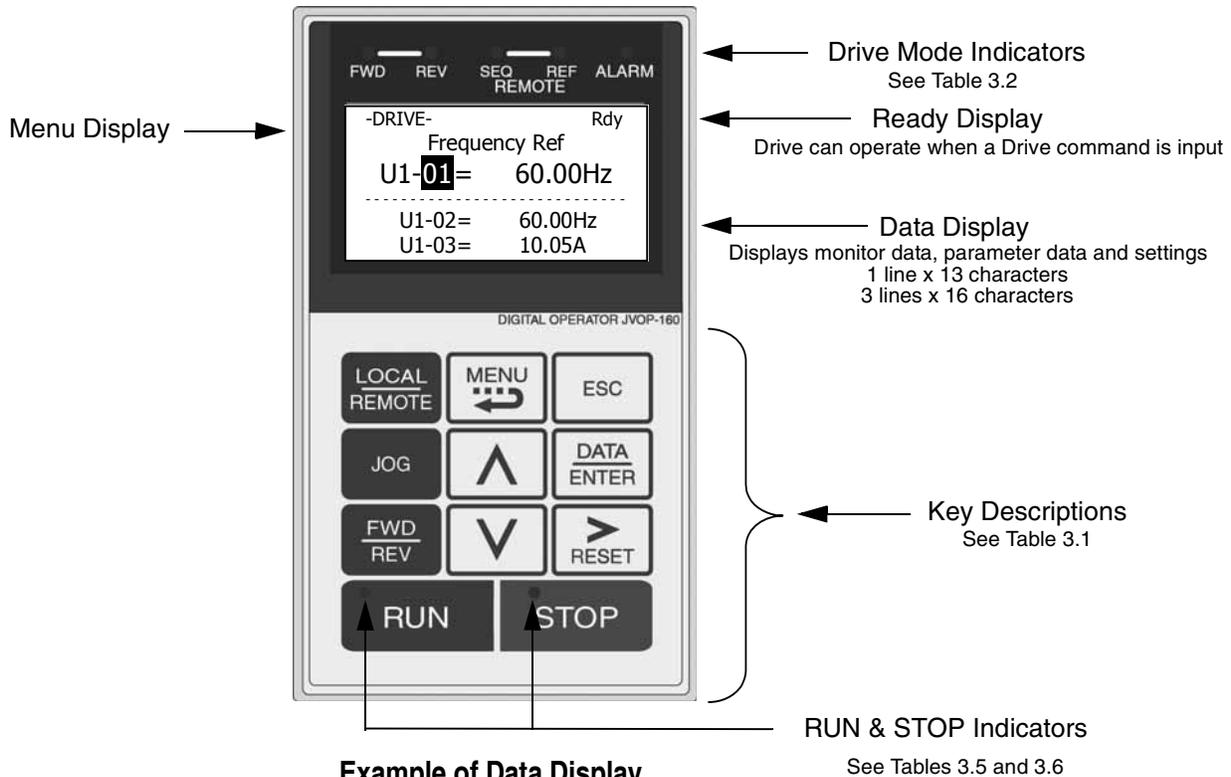 Drive Mode Indicators
See Table 3.2
FWD REV SEQ REF ALARM
REMOTE
Menu Display
-DRIVE- Rdy
Frequency Ref
U1-01= 60.00Hz
U1-02= 60.00Hz
U1-03= 10.05A
Ready Display
Drive can operate when a Drive command is input
Data Display
Displays monitor data, parameter data and settings
1 line x 13 characters
3 lines x 16 characters
DIGITAL OPERATOR JVOP-160
LOCAL
REMOTE
MENU
ESC
JOG
DATA
ENTER
FWD
REV
RESET
RUN STOP
Key Descriptions
See Table 3.1
RUN & STOP Indicators
See Tables 3.5 and 3.6
Example of Data Display